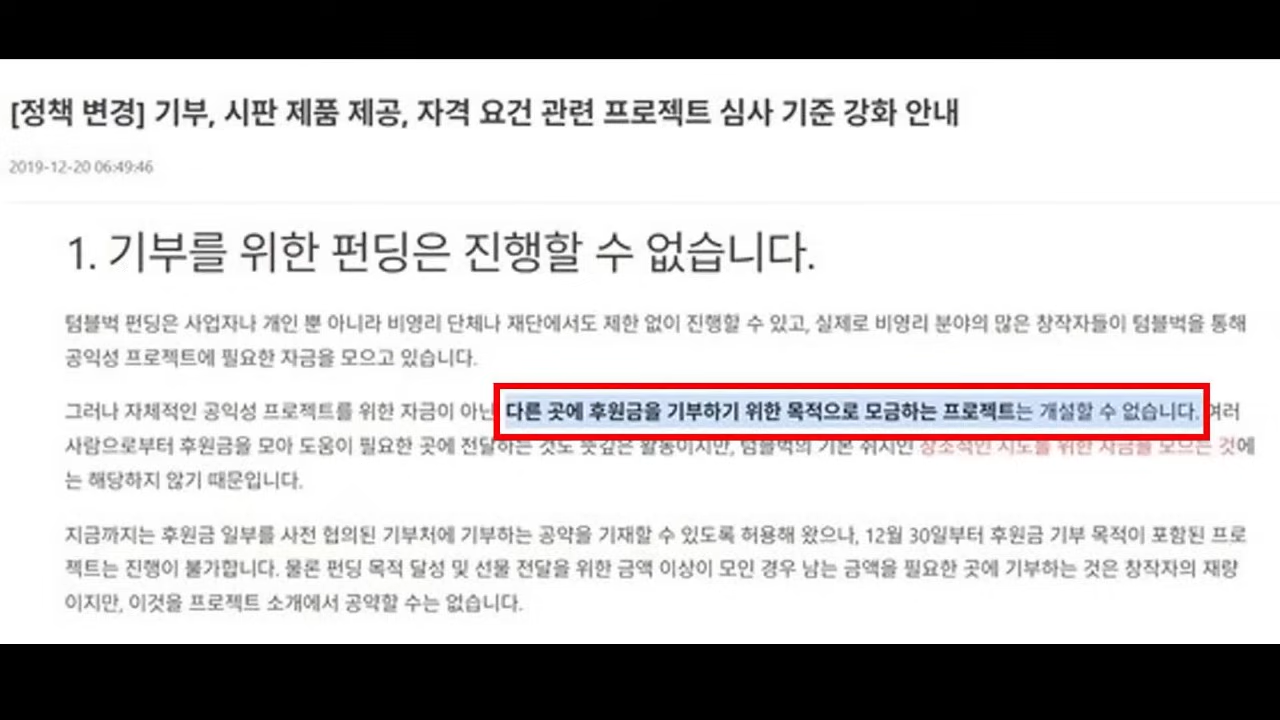 [정책 변경] 기부, 시판 제품 제공, 자격 요건 관련 프로젝트 심사 기준 강화 안내
2019-12-20 06:49:46
1. 기부를 위한 펀딩은 진행할 수 없습니다.
텀블벅 펀딩은 사업자나 개인 뿐 아니라 비영리 단체나 재단에서도 제한 없이 진행할 수 있고, 실제로 비영리 분야의 많은 창작자들이 텀블벅을 통해
공익성 프로젝트에 필요한 자금을 모으고 있습니다.
그러나 자체적인 공익성 프로젝트를 위한 자금이 아닌 다른 곳에 후원금을 기부하기 위한 목적으로 모금하는 프로젝트는 개설할 수 없습니다. 여러
사람으로부터 후원금을 모아 도움이 필요한 곳에 전달하는 것도 뜻깊은 활동이지만, 텀블벅의 기본 취지인 창조적인 시도를 위한 자금을 모으는 것에
는 해당하지 않기 때문입니다.
지금까지는 후원금 일부를 사전 협의된 기부처에 기부하는 공약을 기재할 수 있도록 허용해 왔으나, 12월 30일부터 후원금 기부 목적이 포함된 프로
젝트는 진행이 불가합니다. 물론 펀딩 목적 달성 및 선물 전달을 위한 금액 이상이 모인 경우 남는 금액을 필요한 곳에 기부하는 것은 창작자의 재량
이지만, 이것을 프로젝트 소개에서 공약할 수는 없습니다.